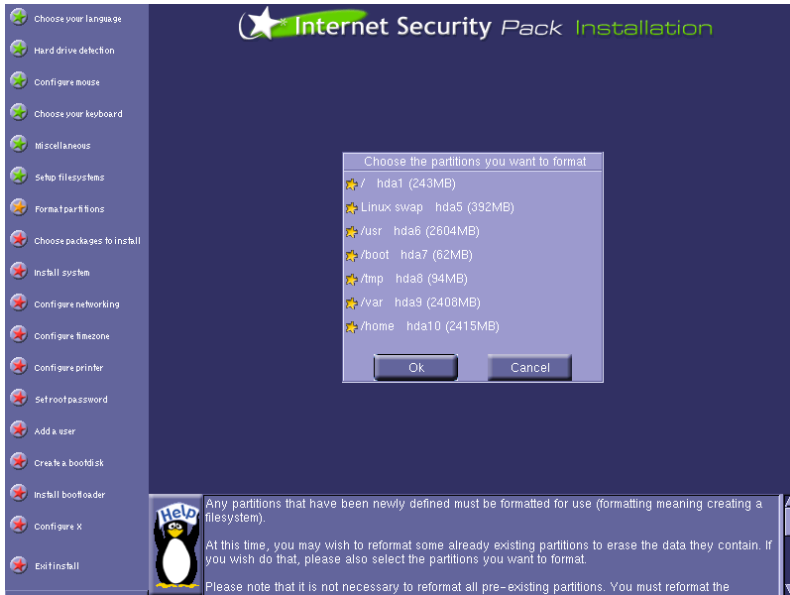 Choose your language
Hard drive detection
Configure mouse
Choose your keyboard
Miscellaneous
Setup filesystems
Format partitions
Choose packages to install
Install system
Configure networking
Configure timezone
Configure printer
Set root password
Add a user
Create a bootdisk
Install bootloader
Configure X
Exit install
Internet Security Pack Installation
Choose the partitions you want to format
/ hda1 (243MB)
Linux swap hda5 (392MB)
/usr hda6 (2604MB)
/boot hda7 (62MB)
/tmp hda8 (94MB)
/var hda9 (2408MB)
/home hda10 (2415MB)
Ok Cancel
Help
Any partitions that have been newly defined must be formatted for use (formatting meaning creating a
filesystem).
At this time, you may wish to reformat some already existing partitions to erase the data they contain. If
you wish do that, please also select the partitions you want to format.
Please note that it is not necessary to reformat all pre-existing partitions. You must reformat the